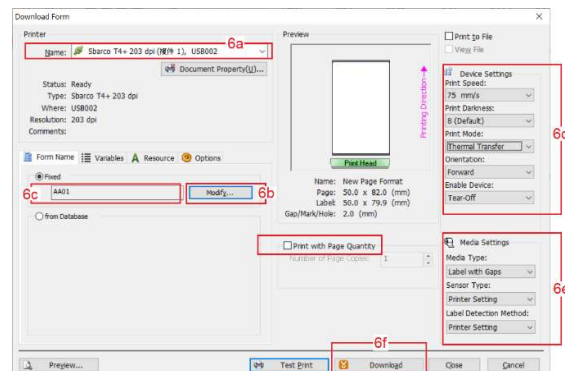 Download Form
Printer
Name: Sbarco T4+ 203 dpi (複件 1), USB002
6a
Document Property(U)...
Status: Ready
Type: Sbarco T4+ 203 dpi
Where: USB002
Resolution: 203 dpi
Comments:
Form Name
Variables
Resource
Options
Fixed
6c
AA01
Modify...
6b
from Database
Preview
Printing Direction
Print Head
Name: New Page Format
Page: 50.0 x 82.0 (mm)
Label: 50.0 x 79.9 (mm)
Gap/Mark/Hole: 2.0 (mm)
Print with Page Quantity
Number of Page Copies: 1
Print to File
View File
Device Settings
Print Speed:
75 mm/s
Print Darkness:
8 (Default)
Print Mode:
Thermal Transfer
Orientation:
Forward
Enable Device:
Tear-Off
Media Settings
Media Type:
Label with Gaps
Sensor Type:
Printer Setting
6e
Label Detection Method:
Printer Setting
6f
Preview...
Test Print
Download
Close
Cancel